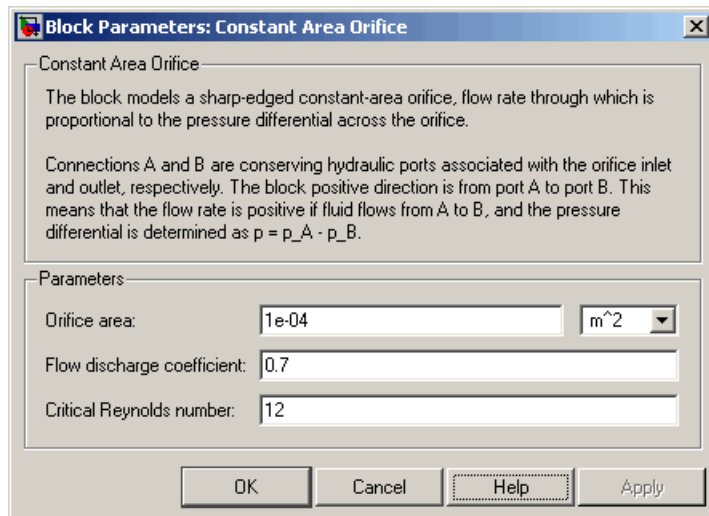 Block Parameters: Constant Area Orifice
Constant Area Orifice
The block models a sharp-edged constant-area orifice, flow rate through which is
proportional to the pressure differential across the orifice.
Connections A and B are conserving hydraulic ports associated with the orifice inlet
and outlet, respectively. The block positive direction is from port A to port B. This
means that the flow rate is positive if fluid flows from A to B, and the pressure
differential is determined as p = p_A - p_B.
Parameters
Orifice area: 1e-04 m^2
Flow discharge coefficient: 0.7
Critical Reynolds number: 12
OK Cancel Help Apply